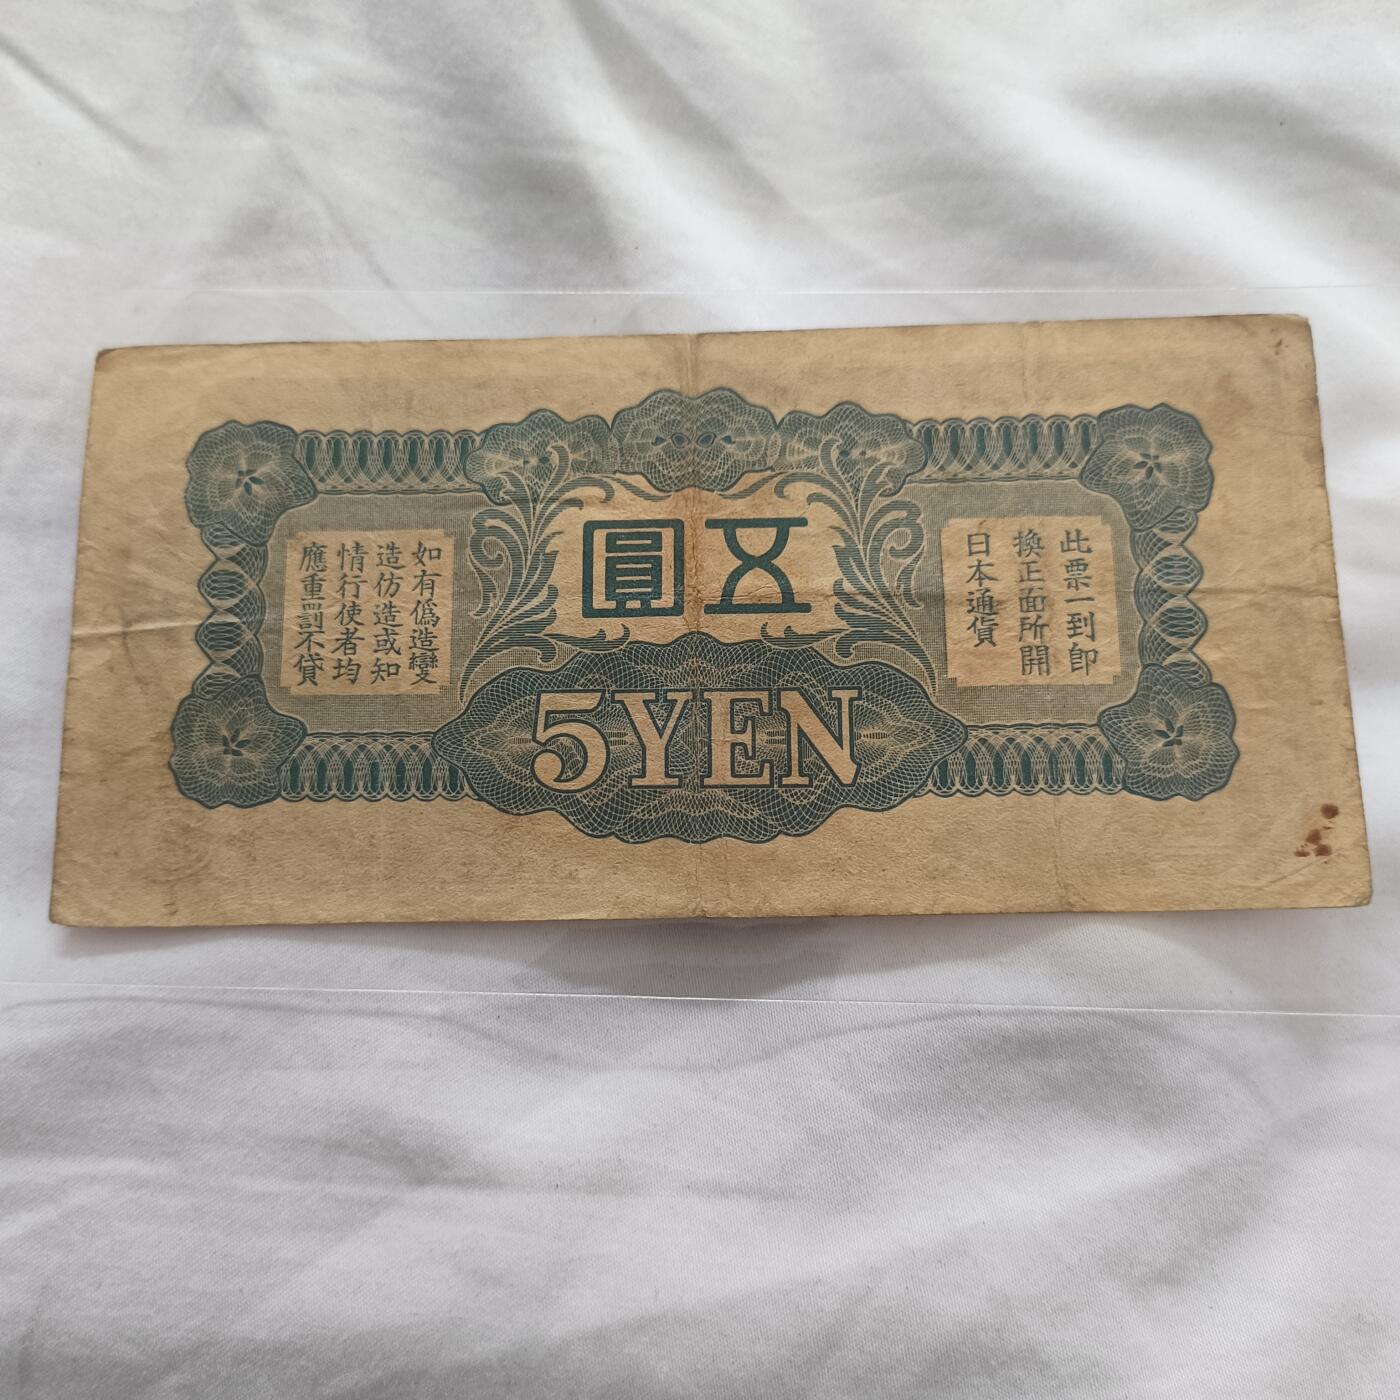 五圓
5YEN
此票一到即
換正面所開
日本通貨
如有僞造變
造仿造或知
情行使者均
應重罰不貸